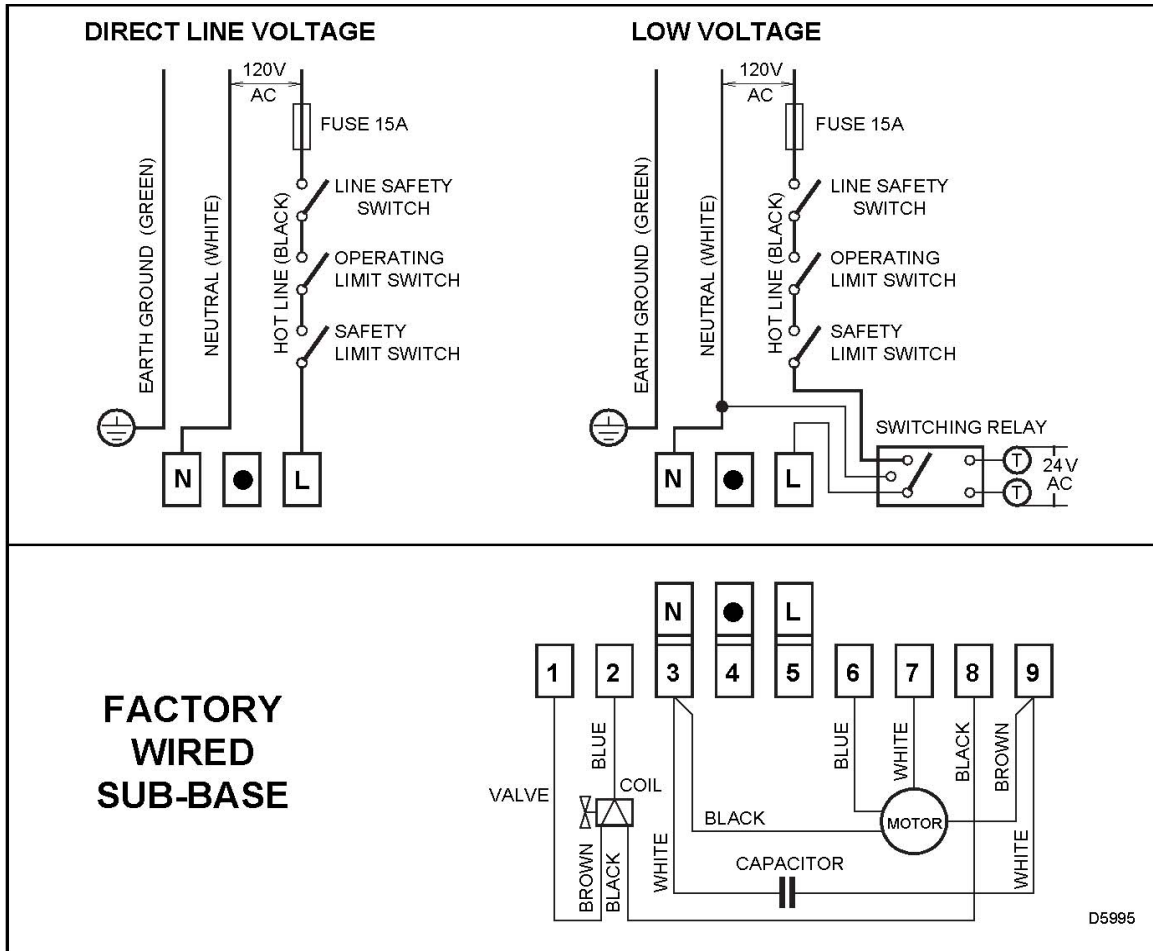 DIRECT LINE VOLTAGE
120V
AC
FUSE 15A
LINE SAFETY
SWITCH
OPERATING
LIMIT SWITCH
SAFETY
LIMIT SWITCH
EARTH GROUND (GREEN)
NEUTRAL (WHITE)
HOT LINE (BLACK)
N
L
LOW VOLTAGE
120V
AC
FUSE 15A
LINE SAFETY
SWITCH
OPERATING
LIMIT SWITCH
SAFETY
LIMIT SWITCH
EARTH GROUND (GREEN)
NEUTRAL (WHITE)
HOT LINE (BLACK)
SWITCHING RELAY
T
T
24V
AC
N
L
FACTORY
WIRED
SUB-BASE
N
L
1
2
3
4
5
6
7
8
9
BLUE
BLUE
WHITE
BLACK
BROWN
VALVE
COIL
BLACK
MOTOR
BROWN
BLACK
WHITE
CAPACITOR
WHITE
D5995